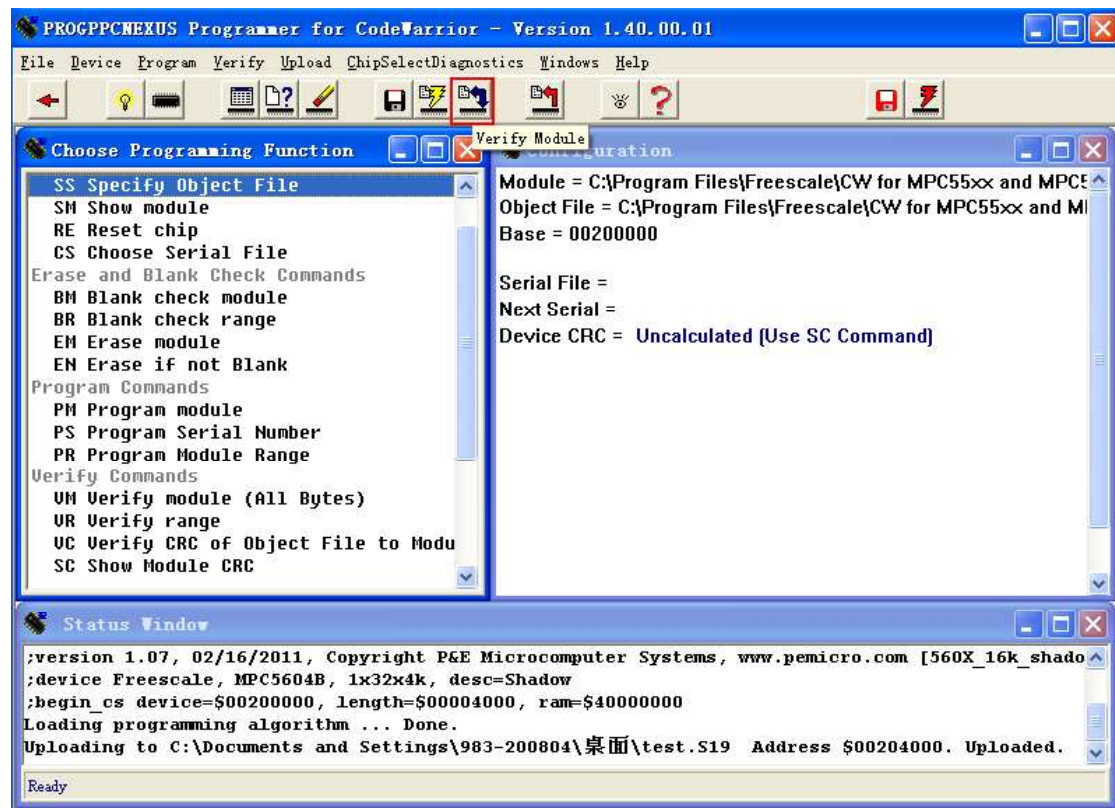 PROGPPCNEXUS Programmer for CodeWarrior - Version 1.40.00.01
File Device Program Verify Upload ChipSelectDiagnostics Windows Help
Verify Module
Choose Programming Function
SS Specify Object File
SM Show module
RE Reset chip
CS Choose Serial File
Erase and Blank Check Commands
BM Blank check module
BR Blank check range
EM Erase module
EN Erase if not Blank
Program Commands
PM Program module
PS Program Serial Number
PR Program Module Range
Verify Commands
VM Verify module (All Bytes)
VR Verify range
VC Verify CRC of Object File to Modu
SC Show Module CRC
Configuration
Module = C:\Program Files\Freescale\CW for MPC55xx and MPC5
Object File = C:\Program Files\Freescale\CW for MPC55xx and M
Base = 00200000
Serial File =
Next Serial =
Device CRC = Uncalculated (Use SC Command)
Status Window
;version 1.07, 02/16/2011, Copyright P&E Microcomputer Systems, www.pemicro.com [560X_16k_shado
;device Freescale, MPC5604B, 1x32x4k, desc=Shadow
;begin_cs device=$00200000, length=$00004000, ram=$40000000
Loading programming algorithm ... Done.
Uploading to C:\Documents and Settings\983-200804\桌面\test.S19 Address $00204000. Uploaded.
Ready